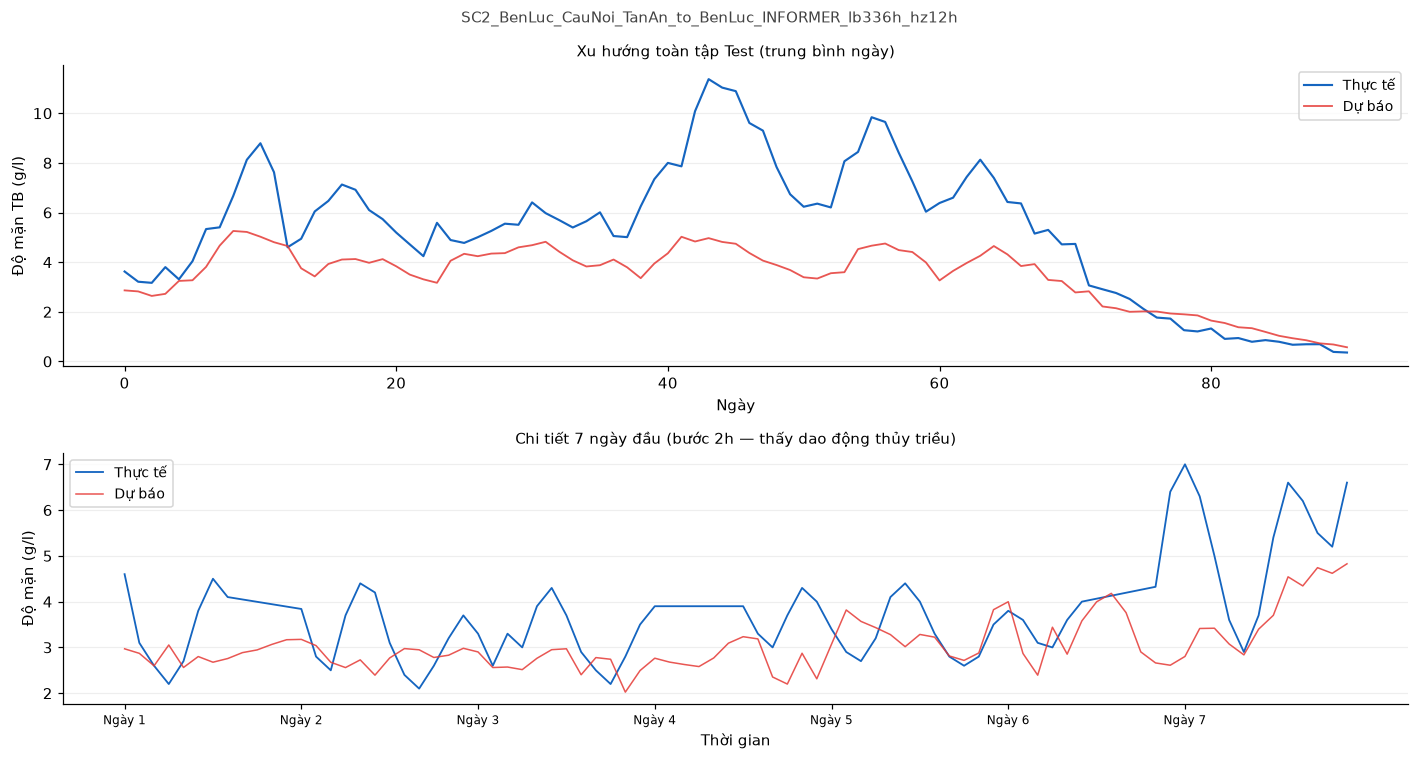 SC2_BenLuc_CauNoi_TanAn_to_BenLuc_INFORMER_lb336h_hz12h
Xu hướng toàn tập Test (trung bình ngày)
Thực tế
Dự báo
Độ mặn TB (g/l)
10
8
6
4
2
0
0 20 40 60 80
Ngày
Chi tiết 7 ngày đầu (bước 2h — thấy dao động thủy triều)
Thực tế
Dự báo
Độ mặn (g/l)
7
6
5
4
3
2
Ngày 1 Ngày 2 Ngày 3 Ngày 4 Ngày 5 Ngày 6 Ngày 7
Thời gian